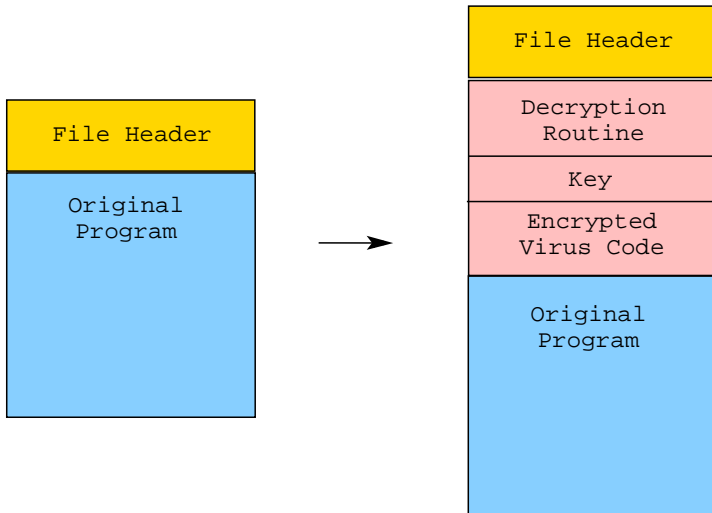 File Header
Original
Program
File Header
Decryption
Routine
Key
Encrypted
Virus Code
Original
Program